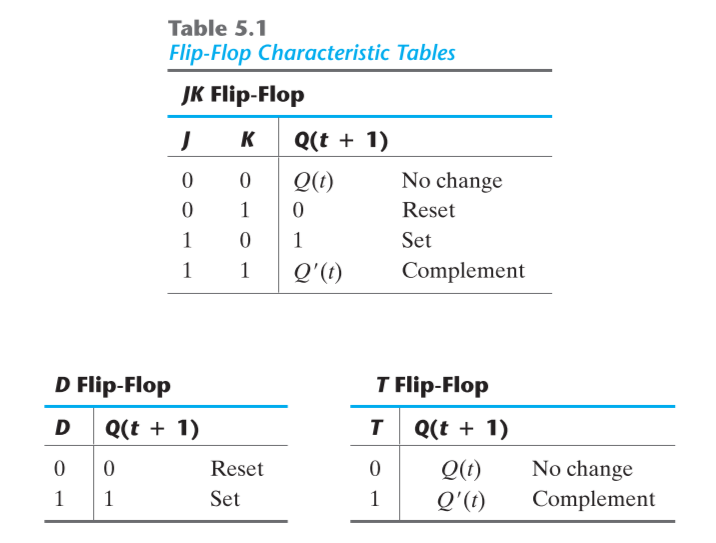 Table 5.1
Flip-Flop Characteristic Tables
JK Flip-Flop
J K Q(t + 1)
0 0 Q(t) No change
0 1 0 Reset
1 0 1 Set
1 1 Q′(t) Complement
D Flip-Flop
D Q(t + 1)
0 0 Reset
1 1 Set
T Flip-Flop
T Q(t + 1)
0 Q(t) No change
1 Q′(t) Complement